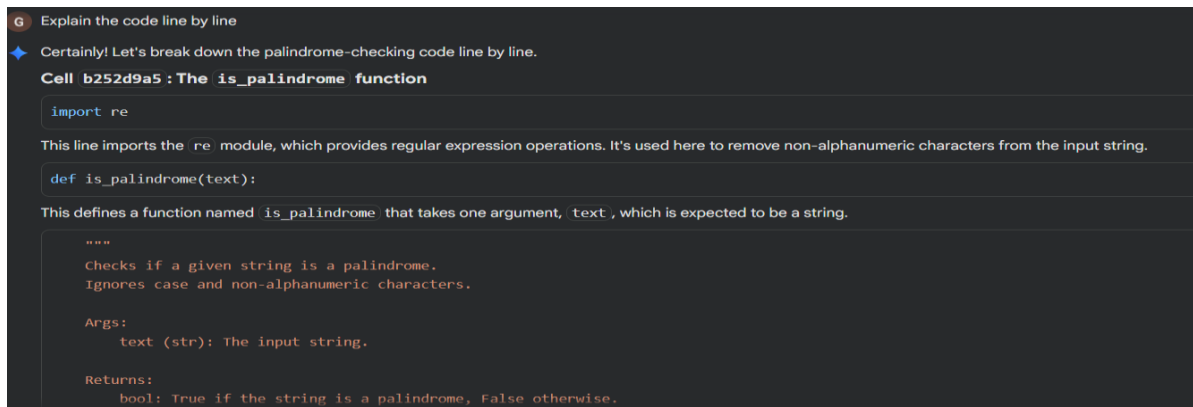 G Explain the code line by line
Certainly! Let's break down the palindrome-checking code line by line.
Cell b252d9a5: The is_palindrome function
import re
This line imports the re module, which provides regular expression operations. It's used here to remove non-alphanumeric characters from the input string.
def is_palindrome(text):
This defines a function named is_palindrome that takes one argument, text, which is expected to be a string.
"""
Checks if a given string is a palindrome.
Ignores case and non-alphanumeric characters.
Args:
text (str): The input string.
Returns:
bool: True if the string is a palindrome, False otherwise.